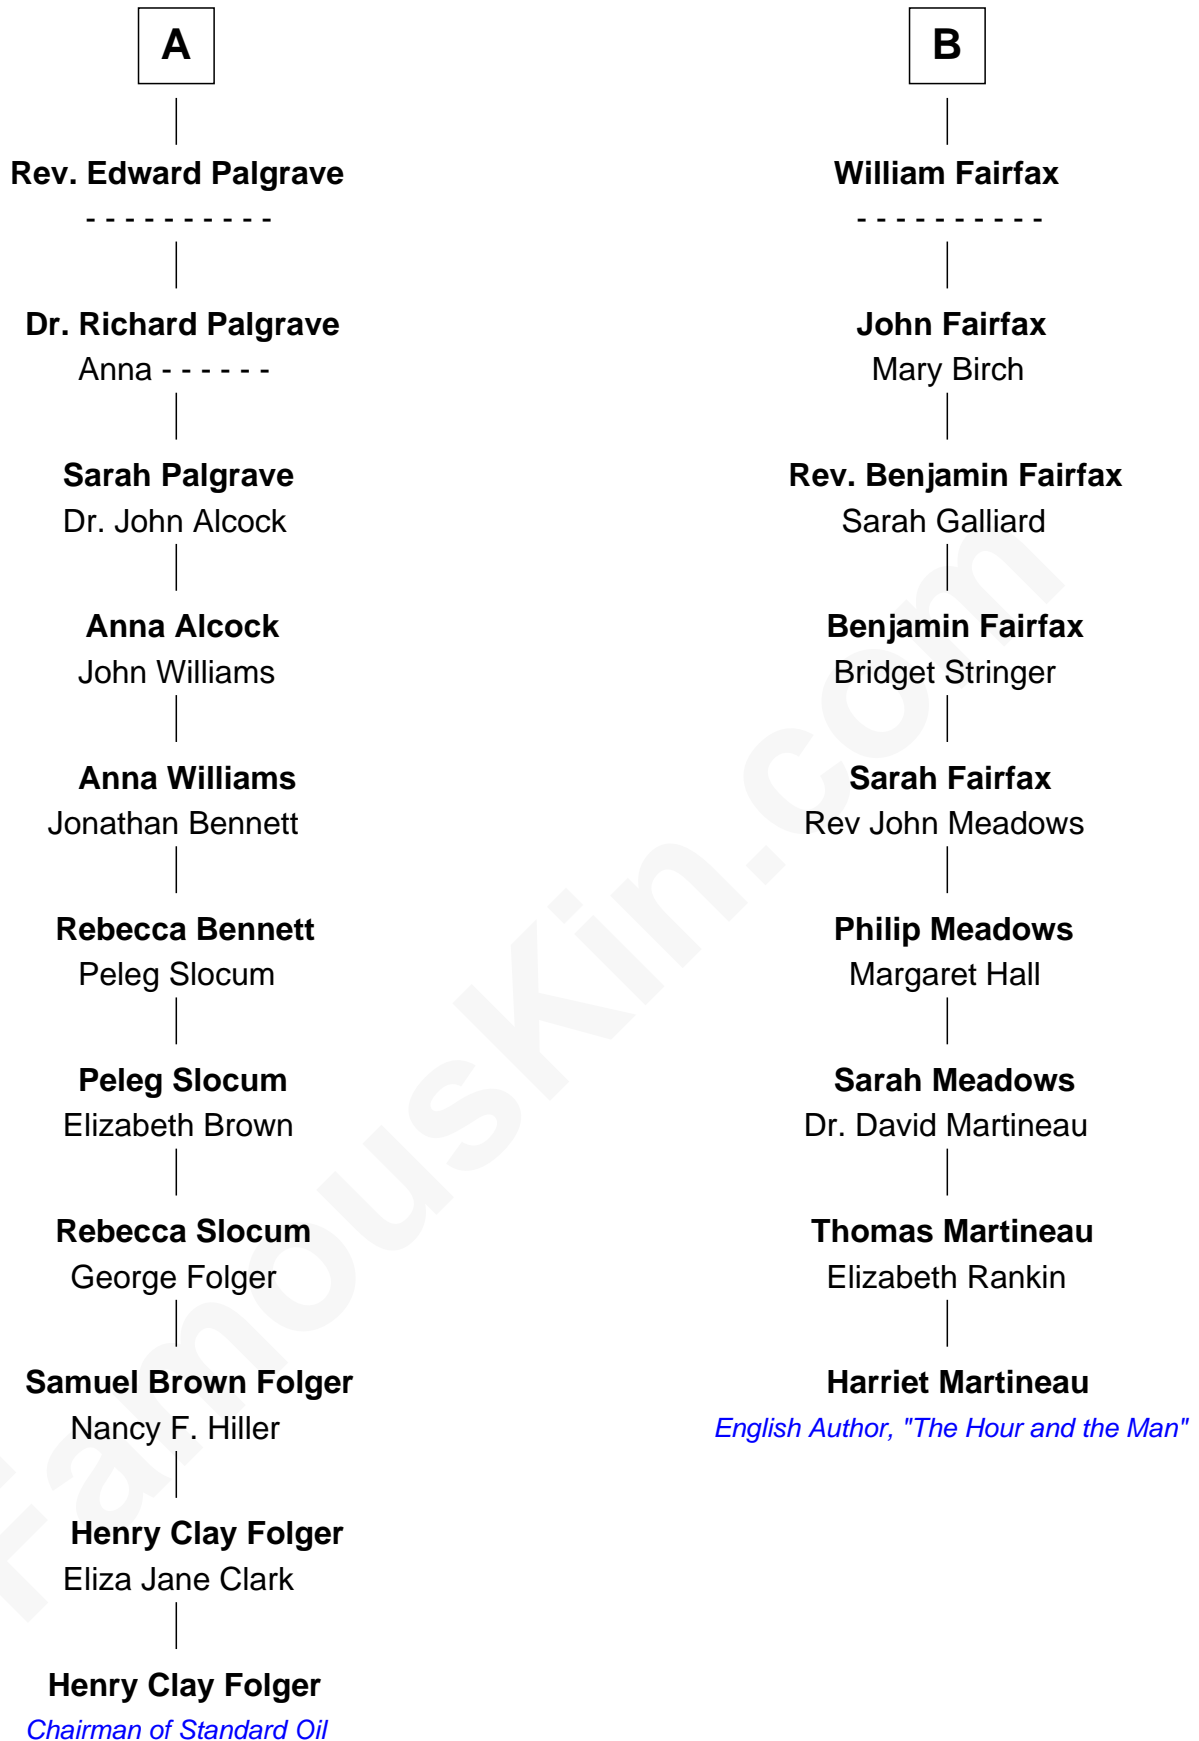 A
Rev. Edward Palgrave
- - - - - - - - - -
Dr. Richard Palgrave
Anna - - - - - -
Sarah Palgrave
Dr. John Alcock
Anna Alcock
John Williams
Anna Williams
Jonathan Bennett
Rebecca Bennett
Peleg Slocum
Peleg Slocum
Elizabeth Brown
Rebecca Slocum
George Folger
Samuel Brown Folger
Nancy F. Hiller
Henry Clay Folger
Eliza Jane Clark
Henry Clay Folger
Chairman of Standard Oil
B
William Fairfax
- - - - - - - - - -
John Fairfax
Mary Birch
Rev. Benjamin Fairfax
Sarah Galliard
Benjamin Fairfax
Bridget Stringer
Sarah Fairfax
Rev John Meadows
Philip Meadows
Margaret Hall
Sarah Meadows
Dr. David Martineau
Thomas Martineau
Elizabeth Rankin
Harriet Martineau
English Author, "The Hour and the Man"
FamousKin.com